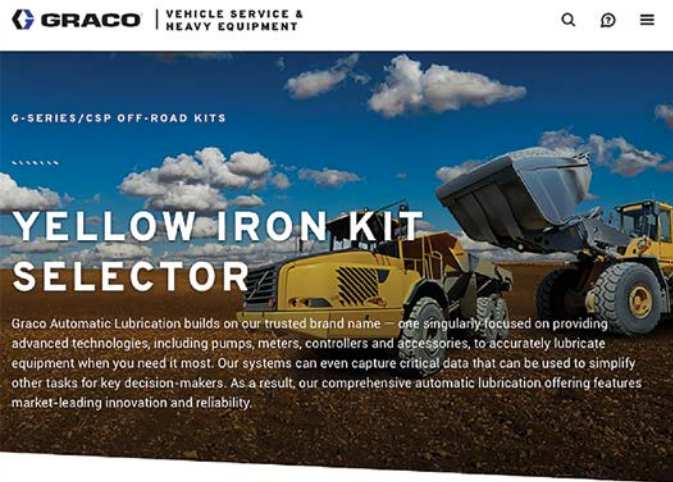 GRACO
VEHICLE SERVICE &
HEAVY EQUIPMENT
G-SERIES/CSP OFF-ROAD KITS
YELLOW IRON KIT
SELECTOR
Graco Automatic Lubrication builds on our trusted brand name — one singularly focused on providing
advanced technologies, including pumps, meters, controllers and accessories, to accurately lubricate
equipment when you need it most. Our systems can even capture critical data that can be used to simplify
other tasks for key decision-makers. As a result, our comprehensive automatic lubrication offering features
market-leading innovation and reliability.